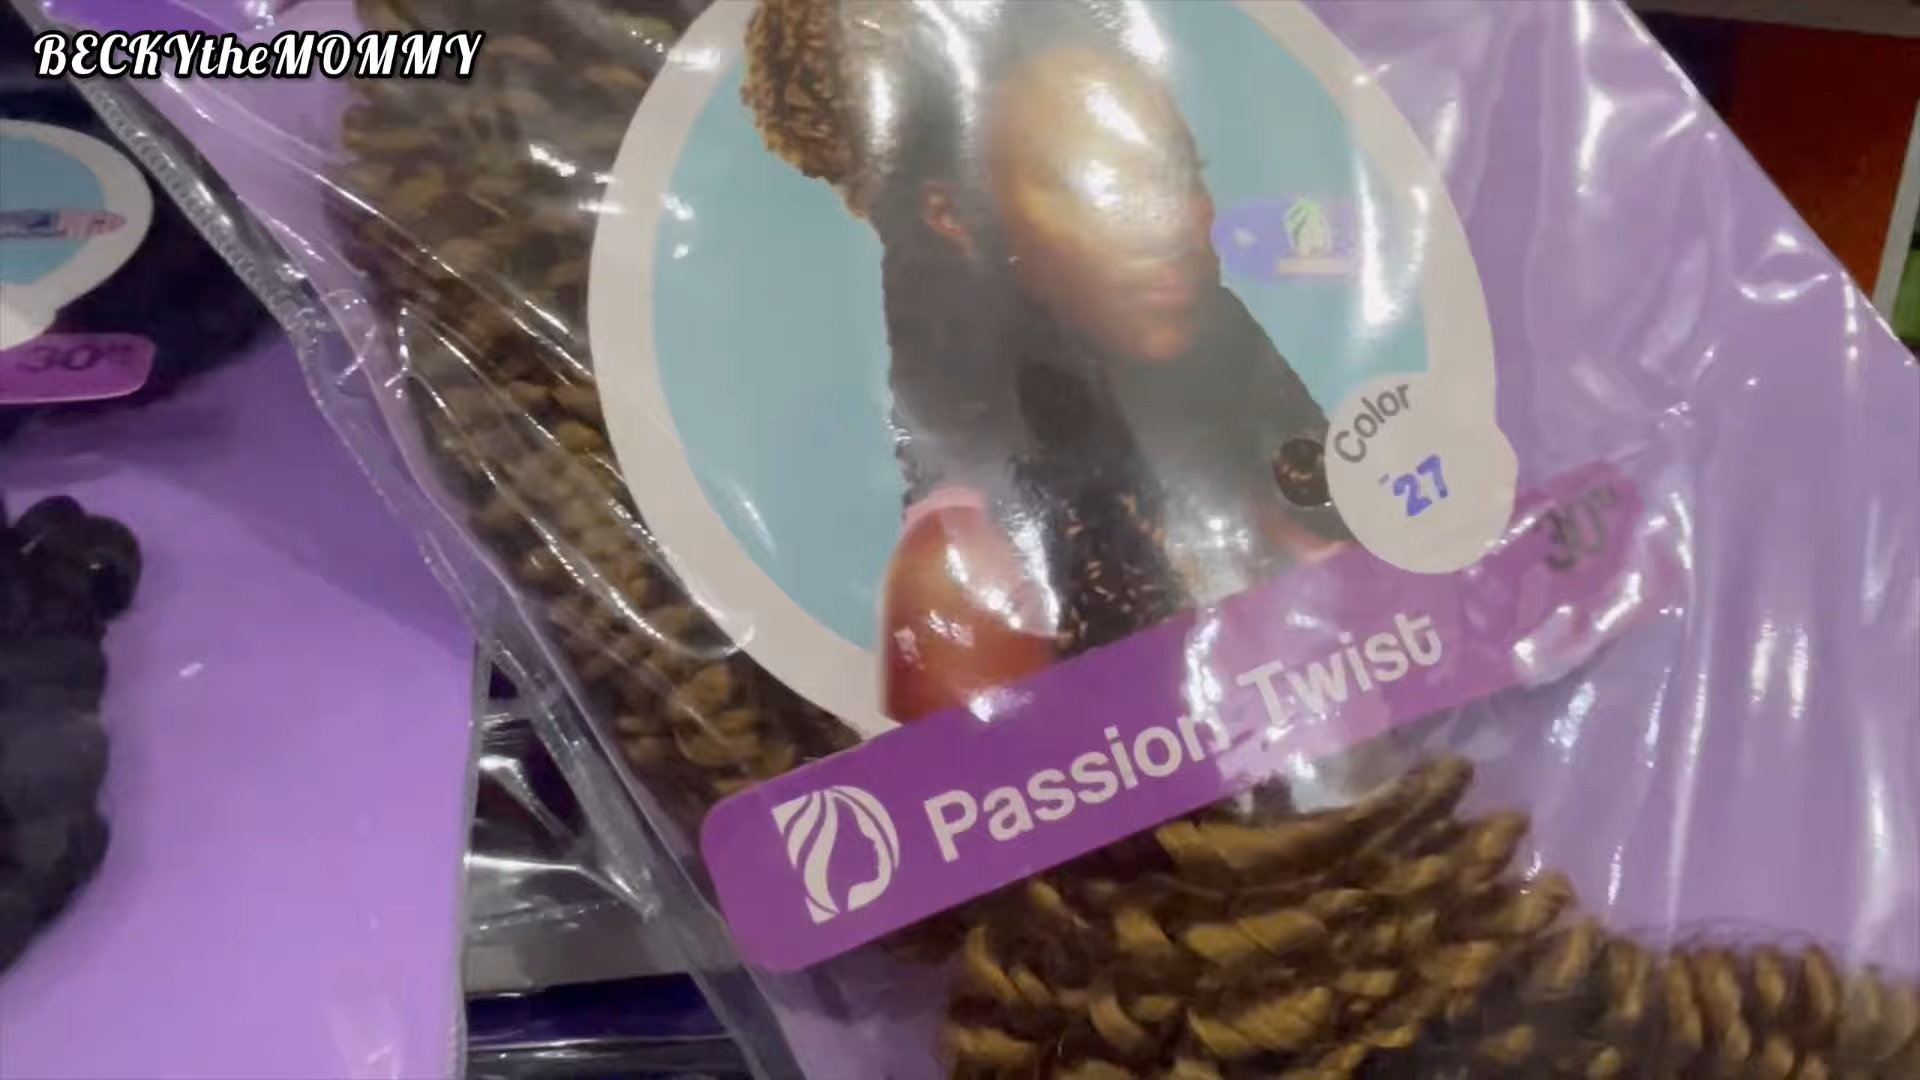 BECKYtheMOMMY
30"
Color
27
30"
Passion Twist